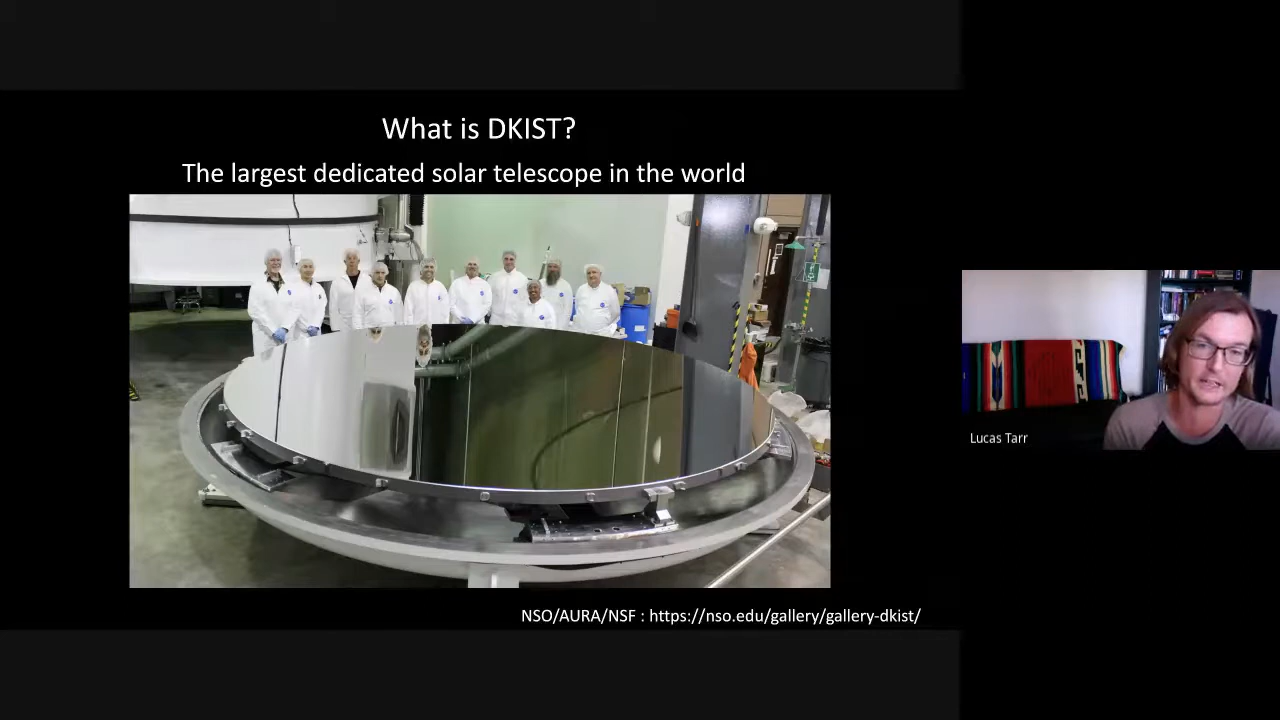 What is DKIST?
The largest dedicated solar telescope in the world
Lucas Tarr
NSO/AURA/NSF : https://nso.edu/gallery/gallery-dkist/